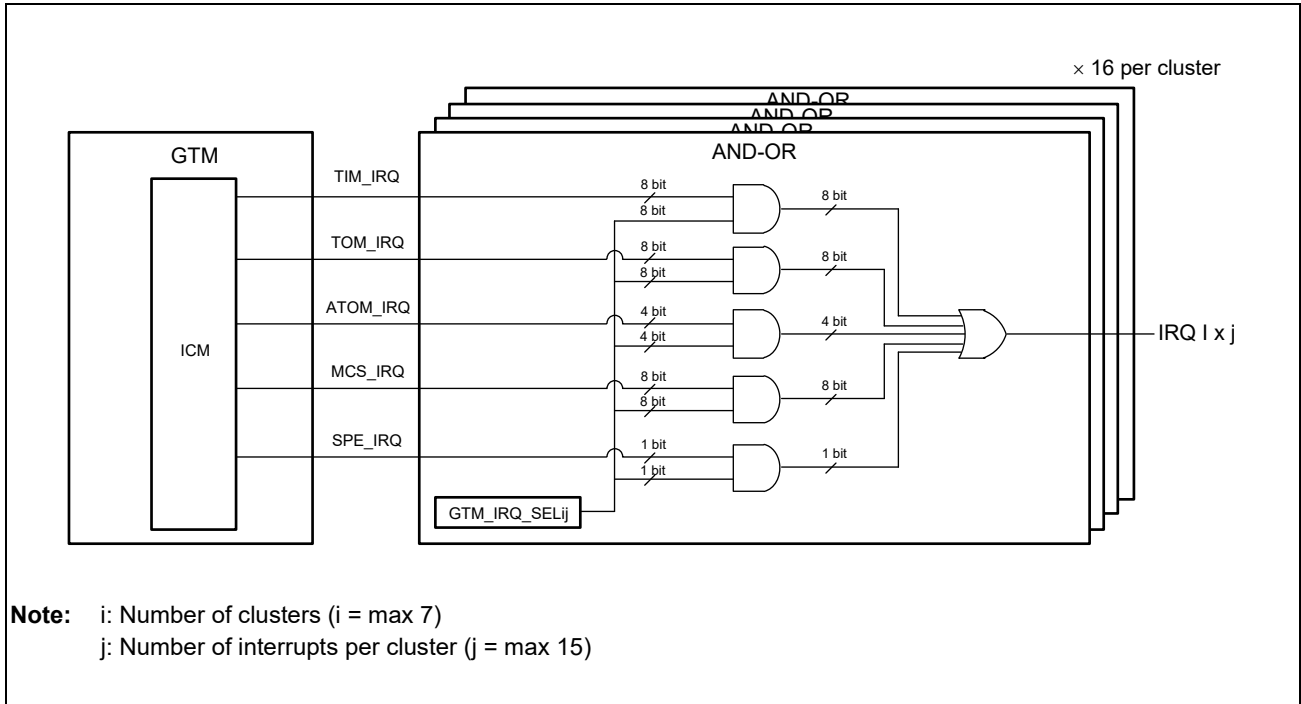 × 16 per cluster
AND-OR
AND-OR
AND-OR
AND-OR
GTM
ICM
TIM_IRQ
8 bit
8 bit
8 bit
TOM_IRQ
8 bit
8 bit
8 bit
ATOM_IRQ
4 bit
4 bit
4 bit
IRQ I x j
MCS_IRQ
8 bit
8 bit
8 bit
SPE_IRQ
1 bit
1 bit
1 bit
GTM_IRQ_SELij
Note: i: Number of clusters (i = max 7)
j: Number of interrupts per cluster (j = max 15)